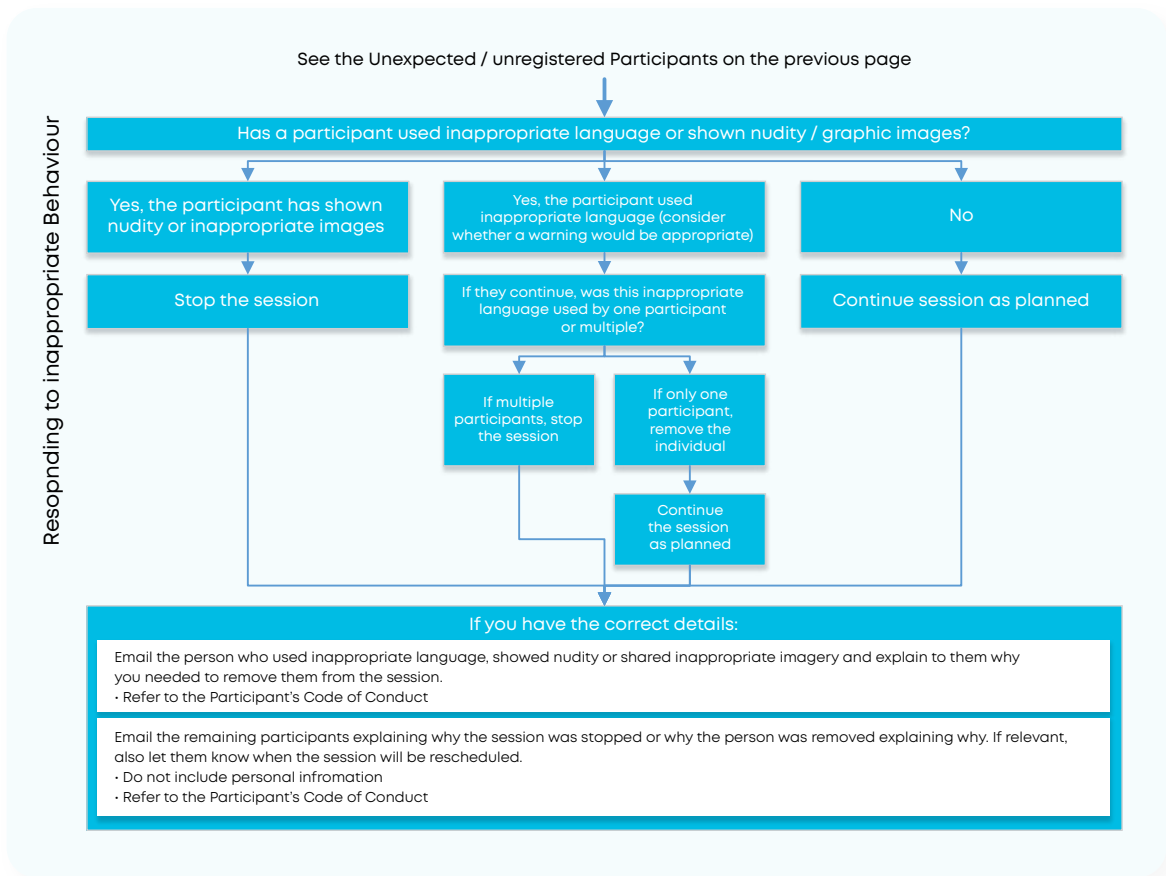 See the Unexpected / unregistered Participants on the previous page
Resopnding to inappropriate Behaviour
Has a participant used inappropriate language or shown nudity / graphic images?
Yes, the participant has shown
nudity or inappropriate images
Yes, the participant used
inappropriate language (consider
whether a warning would be appropriate)
No
Stop the session
If they continue, was this inappropriate
language used by one participant
or multiple?
Continue session as planned
If multiple
participants, stop
the session
If only one
participant,
remove the
individual
Continue
the session
as planned
If you have the correct details:
Email the person who used inappropriate language, showed nudity or shared inappropriate imagery and explain to them why
you needed to remove them from the session.
• Refer to the Participant's Code of Conduct
Email the remaining participants explaining why the session was stopped or why the person was removed explaining why. If relevant,
also let them know when the session will be rescheduled.
• Do not include personal infromation
• Refer to the Participant's Code of Conduct